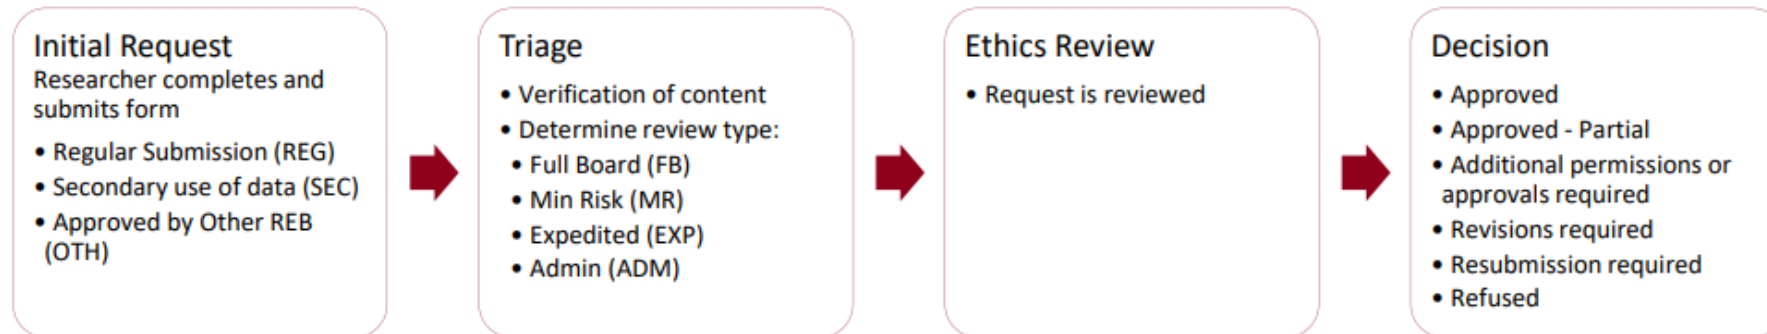 Initial Request
Researcher completes and
submits form
• Regular Submission (REG)
• Secondary use of data (SEC)
• Approved by Other REB
(OTH)
Triage
• Verification of content
• Determine review type:
• Full Board (FB)
• Min Risk (MR)
• Expedited (EXP)
• Admin (ADM)
Ethics Review
• Request is reviewed
Decision
• Approved
• Approved - Partial
• Additional permissions or
approvals required
• Revisions required
• Resubmission required
• Refused